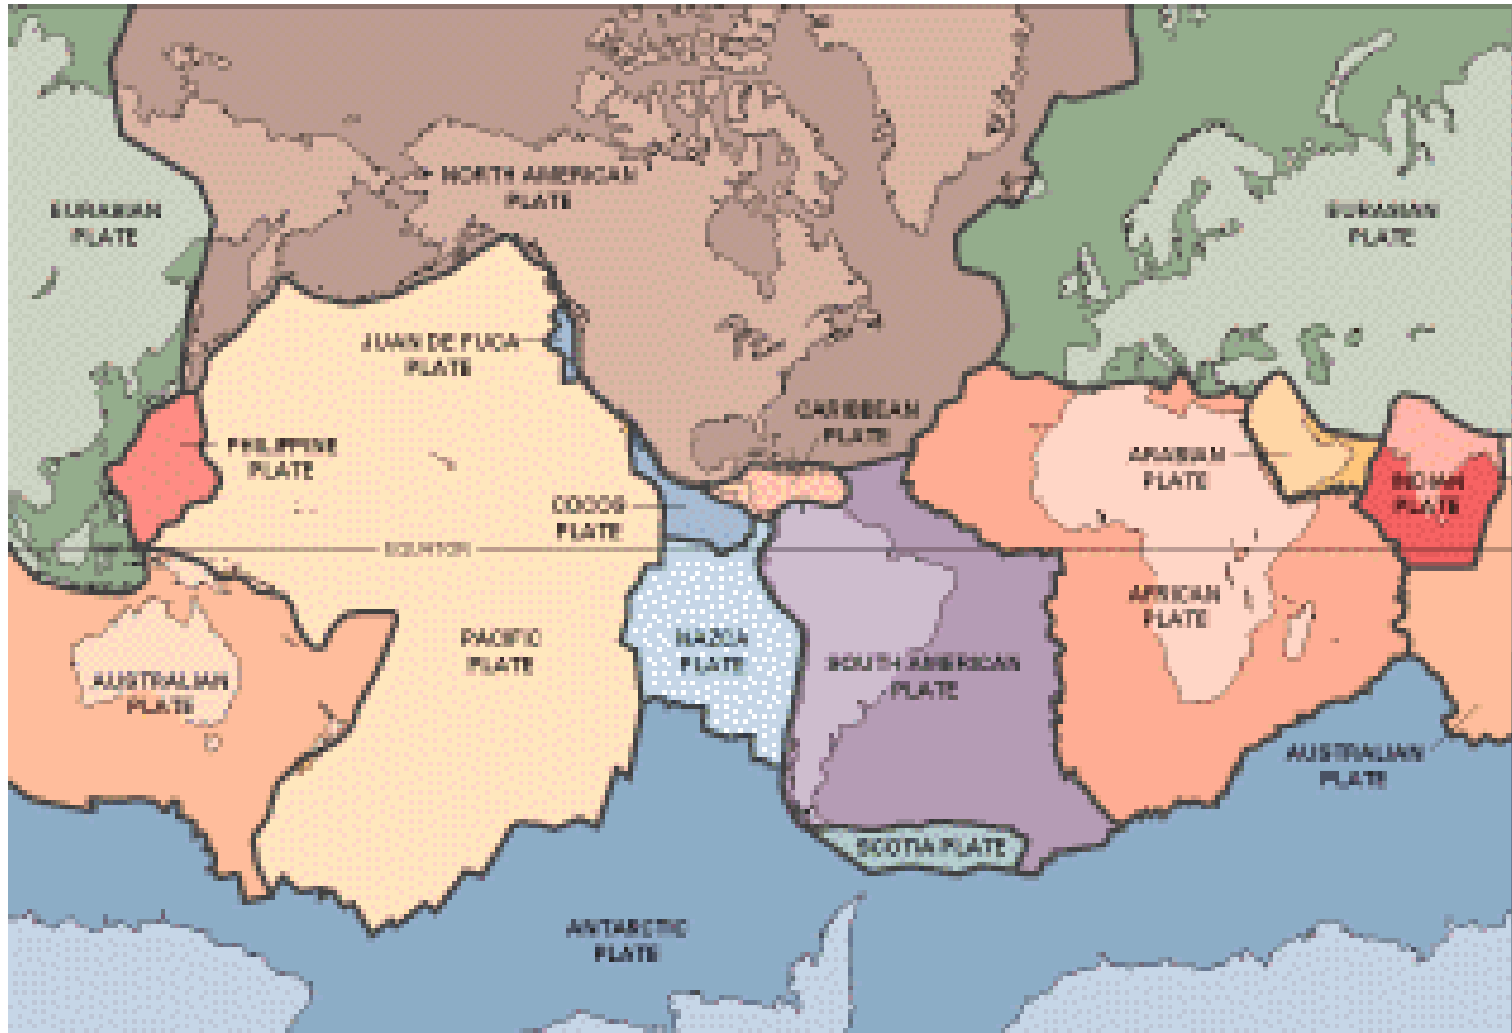 NORTH AMERICAN
PLATE
EURASIAN
PLATE
EURASIAN
PLATE
JUAN DE FUCA
PLATE
CARIBBEAN
PLATE
PHILIPPINE
PLATE
ARABIAN
PLATE
INDIAN
PLATE
COCOS
PLATE
EQUATOR
AFRICAN
PLATE
PACIFIC
PLATE
NAZCA
PLATE
SOUTH AMERICAN
PLATE
AUSTRALIAN
PLATE
AUSTRALIAN
PLATE
SCOTIA PLATE
ANTARCTIC
PLATE